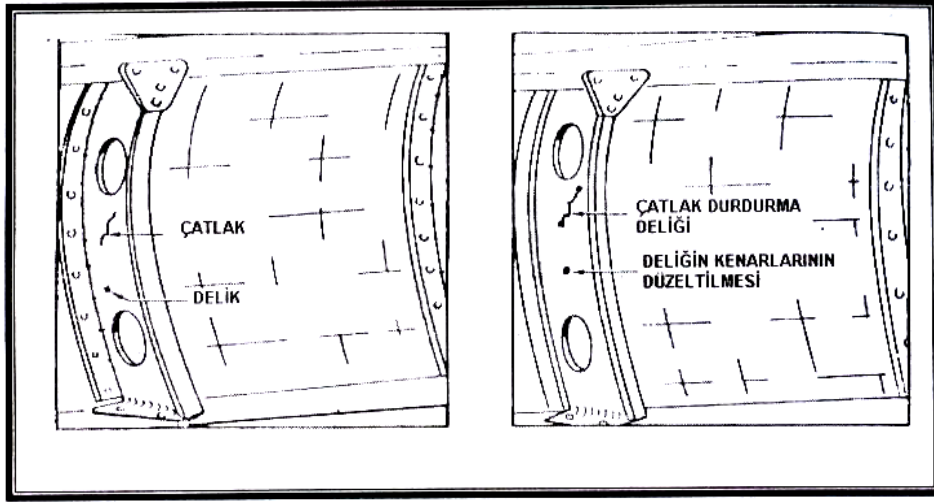 ÇATLAK
DELİK
ÇATLAK DURDURMA
DELİĞİ
DELİĞİN KENARLARININ
DÜZELTİLMESİ